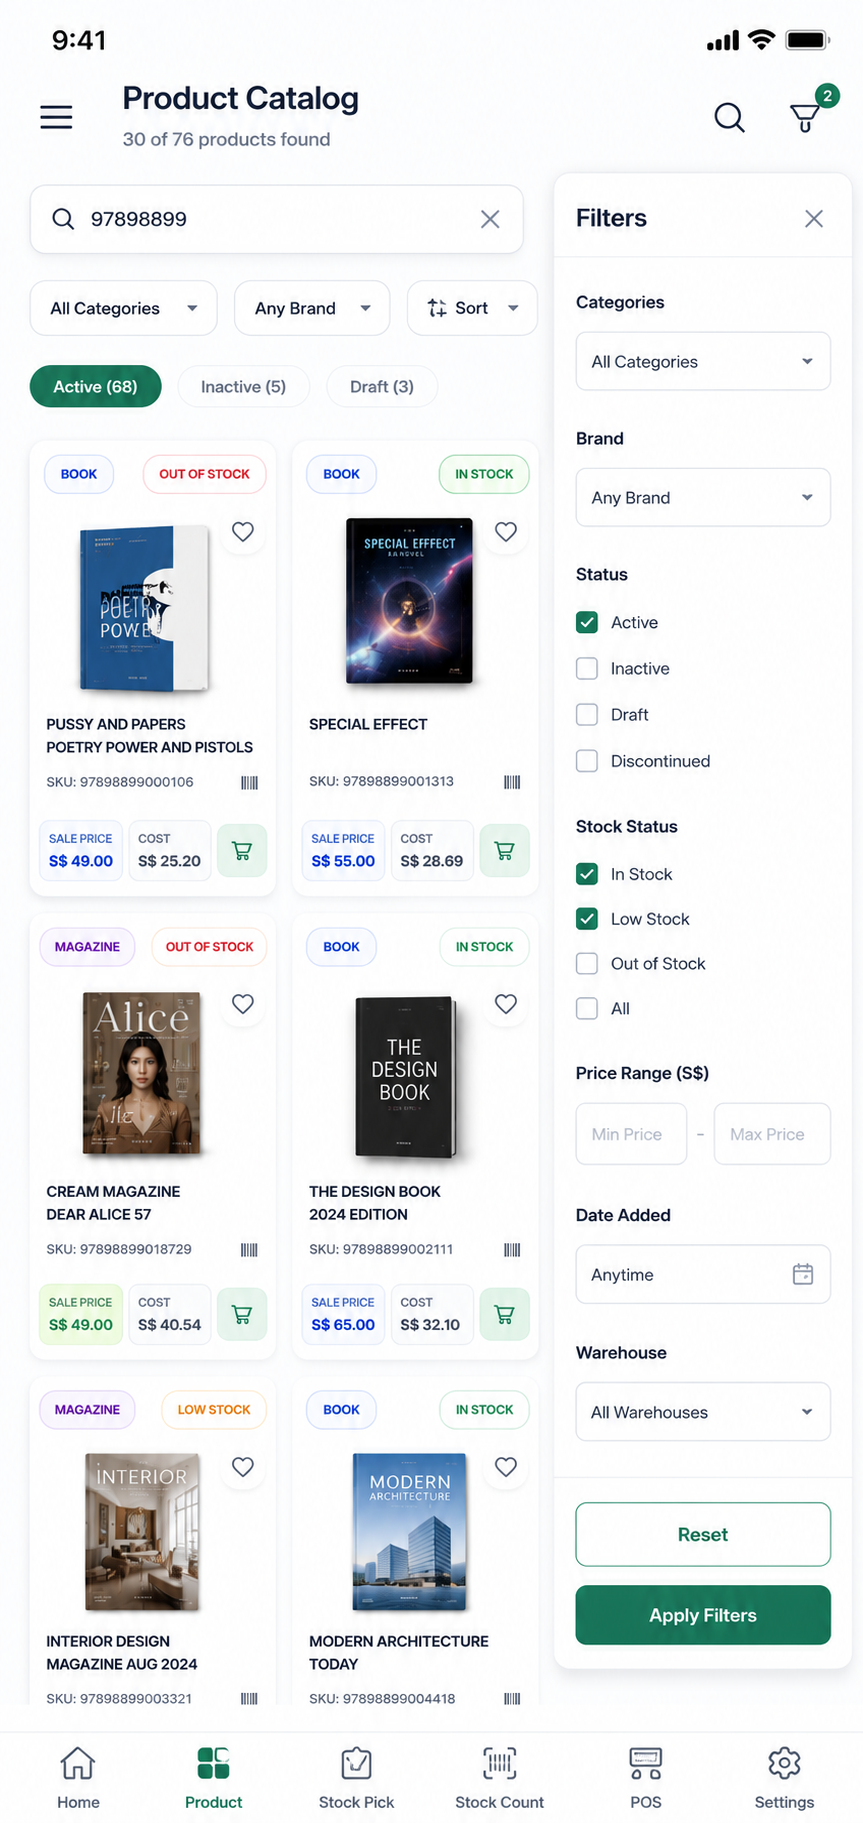 9:41
Product Catalog
30 of 76 products found
2
97898899
All Categories
Any Brand
Sort
Active (68)
Inactive (5)
Draft (3)
BOOK
OUT OF STOCK
POETRY
POWE
PUSSY AND PAPERS
POETRY POWER AND PISTOLS
SKU: 97898899000106
SALE PRICE
S$ 49.00
COST
S$ 25.20
BOOK
IN STOCK
SPECIAL EFFFECT
SPECIAL EFFECT
SKU: 97898899001313
SALE PRICE
S$ 55.00
COST
S$ 28.69
MAGAZINE
OUT OF STOCK
Alice
CREAM MAGAZINE
DEAR ALICE 57
SKU: 97898899018729
SALE PRICE
S$ 49.00
COST
S$ 40.54
BOOK
IN STOCK
THE
DESIGN
BOOK
THE DESIGN BOOK
2024 EDITION
SKU: 97898899002111
SALE PRICE
S$ 65.00
COST
S$ 32.10
MAGAZINE
LOW STOCK
INTERIOR
INTERIOR DESIGN
MAGAZINE AUG 2024
SKU: 97898899003321
BOOK
IN STOCK
MODERN
ARCHITECTURE
MODERN ARCHITECTURE
TODAY
SKU: 97898899004418
Filters
Categories
All Categories
Brand
Any Brand
Status
Active
Inactive
Draft
Discontinued
Stock Status
In Stock
Low Stock
Out of Stock
All
Price Range (S$)
Min Price
-
Max Price
Date Added
Anytime
Warehouse
All Warehouses
Reset
Apply Filters
Home
Product
Stock Pick
Stock Count
POS
Settings